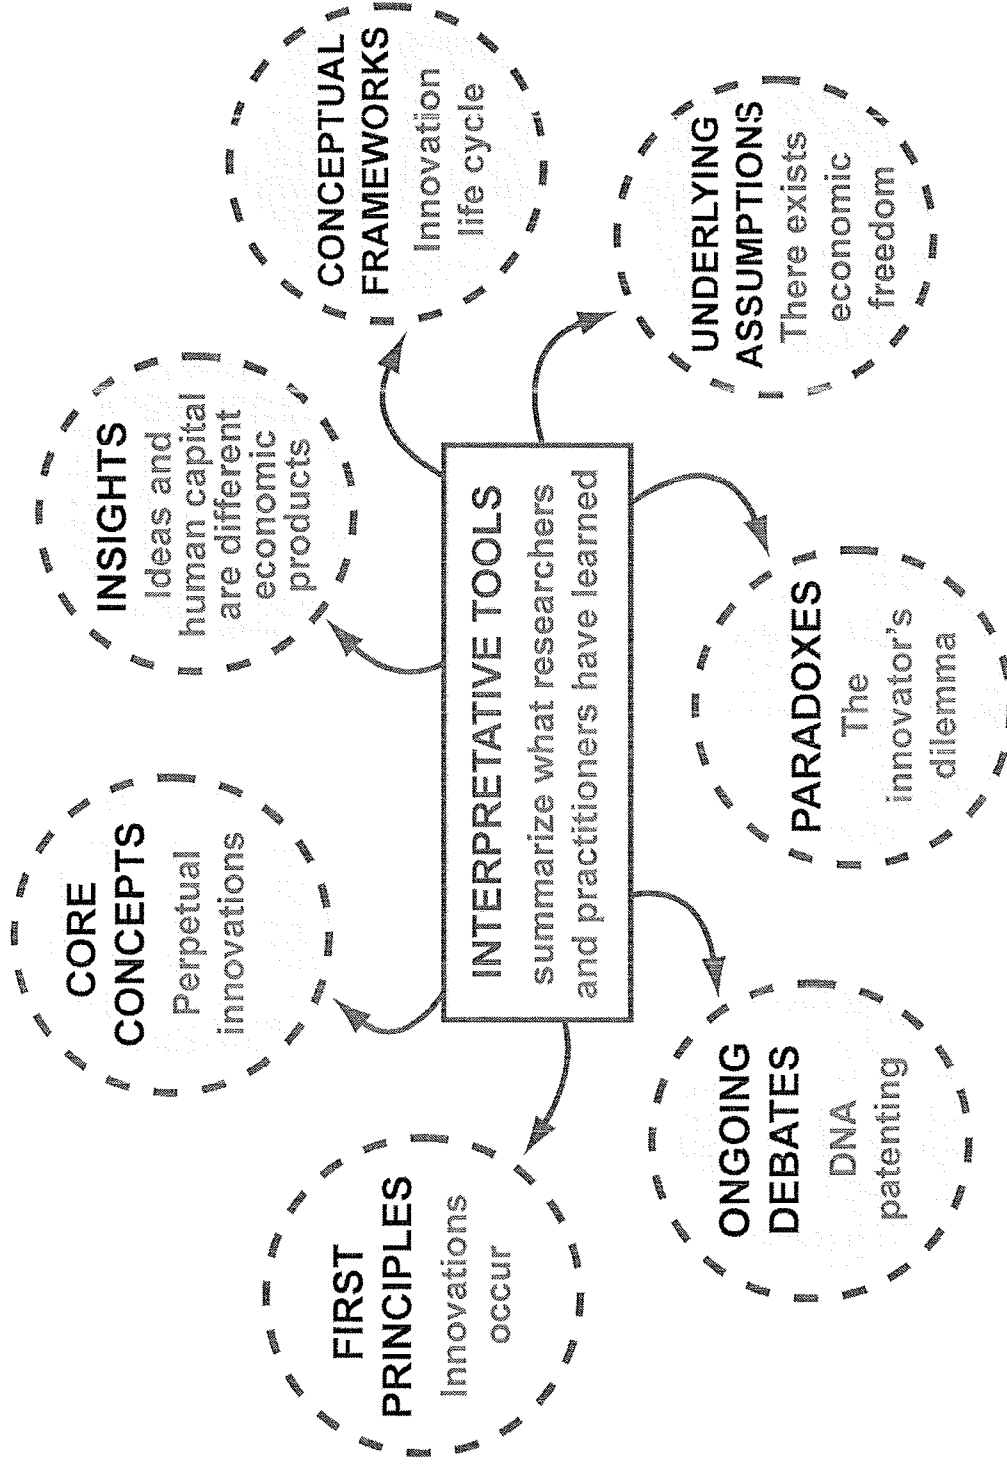 FIRST
PRINCIPLES
Innovations
occur
CORE
CONCEPTS
Perpetual
innovations
INSIGHTS
Ideas and
human capital
are different
economic
products
CONCEPTUAL
FRAMEWORKS
Innovation
life cycle
INTERPRETATIVE TOOLS
summarize what researchers
and practitioners have learned
ONGOING
DEBATES
DNA
patenting
PARADOXES
The
innovator's
dilemma
UNDERLYING
ASSUMPTIONS
There exists
economic
freedom